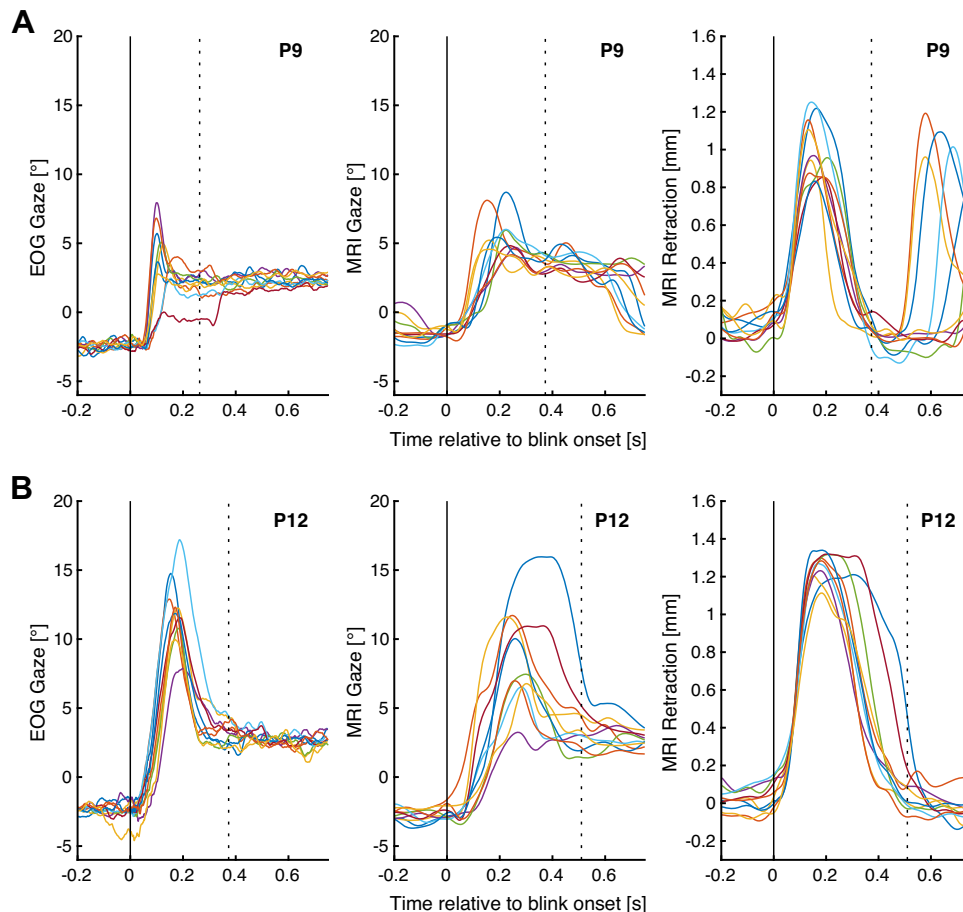 A
P9
P9
P9
EOG Gaze [°]
20
15
10
5
0
-5
-0.2 0 0.2 0.4 0.6
MRI Gaze [°]
20
15
10
5
0
-5
-0.2 0 0.2 0.4 0.6
MRI Retraction [mm]
1.6
1.4
1.2
1
0.8
0.6
0.4
0.2
0
-0.2
-0.2 0 0.2 0.4 0.6
Time relative to blink onset [s]
B
P12
P12
P12
EOG Gaze [°]
20
15
10
5
0
-5
-0.2 0 0.2 0.4 0.6
MRI Gaze [°]
20
15
10
5
0
-5
-0.2 0 0.2 0.4 0.6
MRI Retraction [mm]
1.6
1.4
1.2
1
0.8
0.6
0.4
0.2
0
-0.2
-0.2 0 0.2 0.4 0.6
Time relative to blink onset [s]